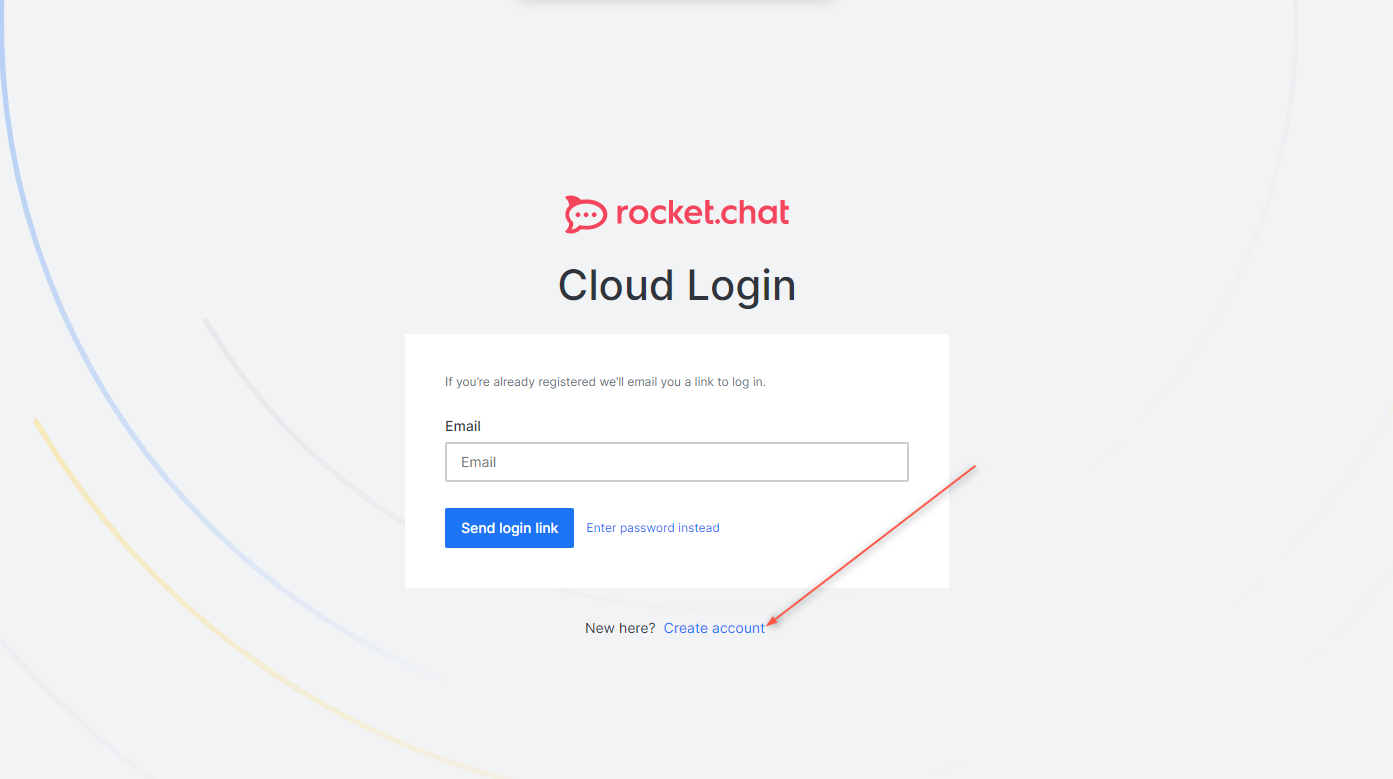 rocket.chat
Cloud Login
If you’re already registered we’ll email you a link to log in.
Email
Email
Send login link Enter password instead
New here? Create account